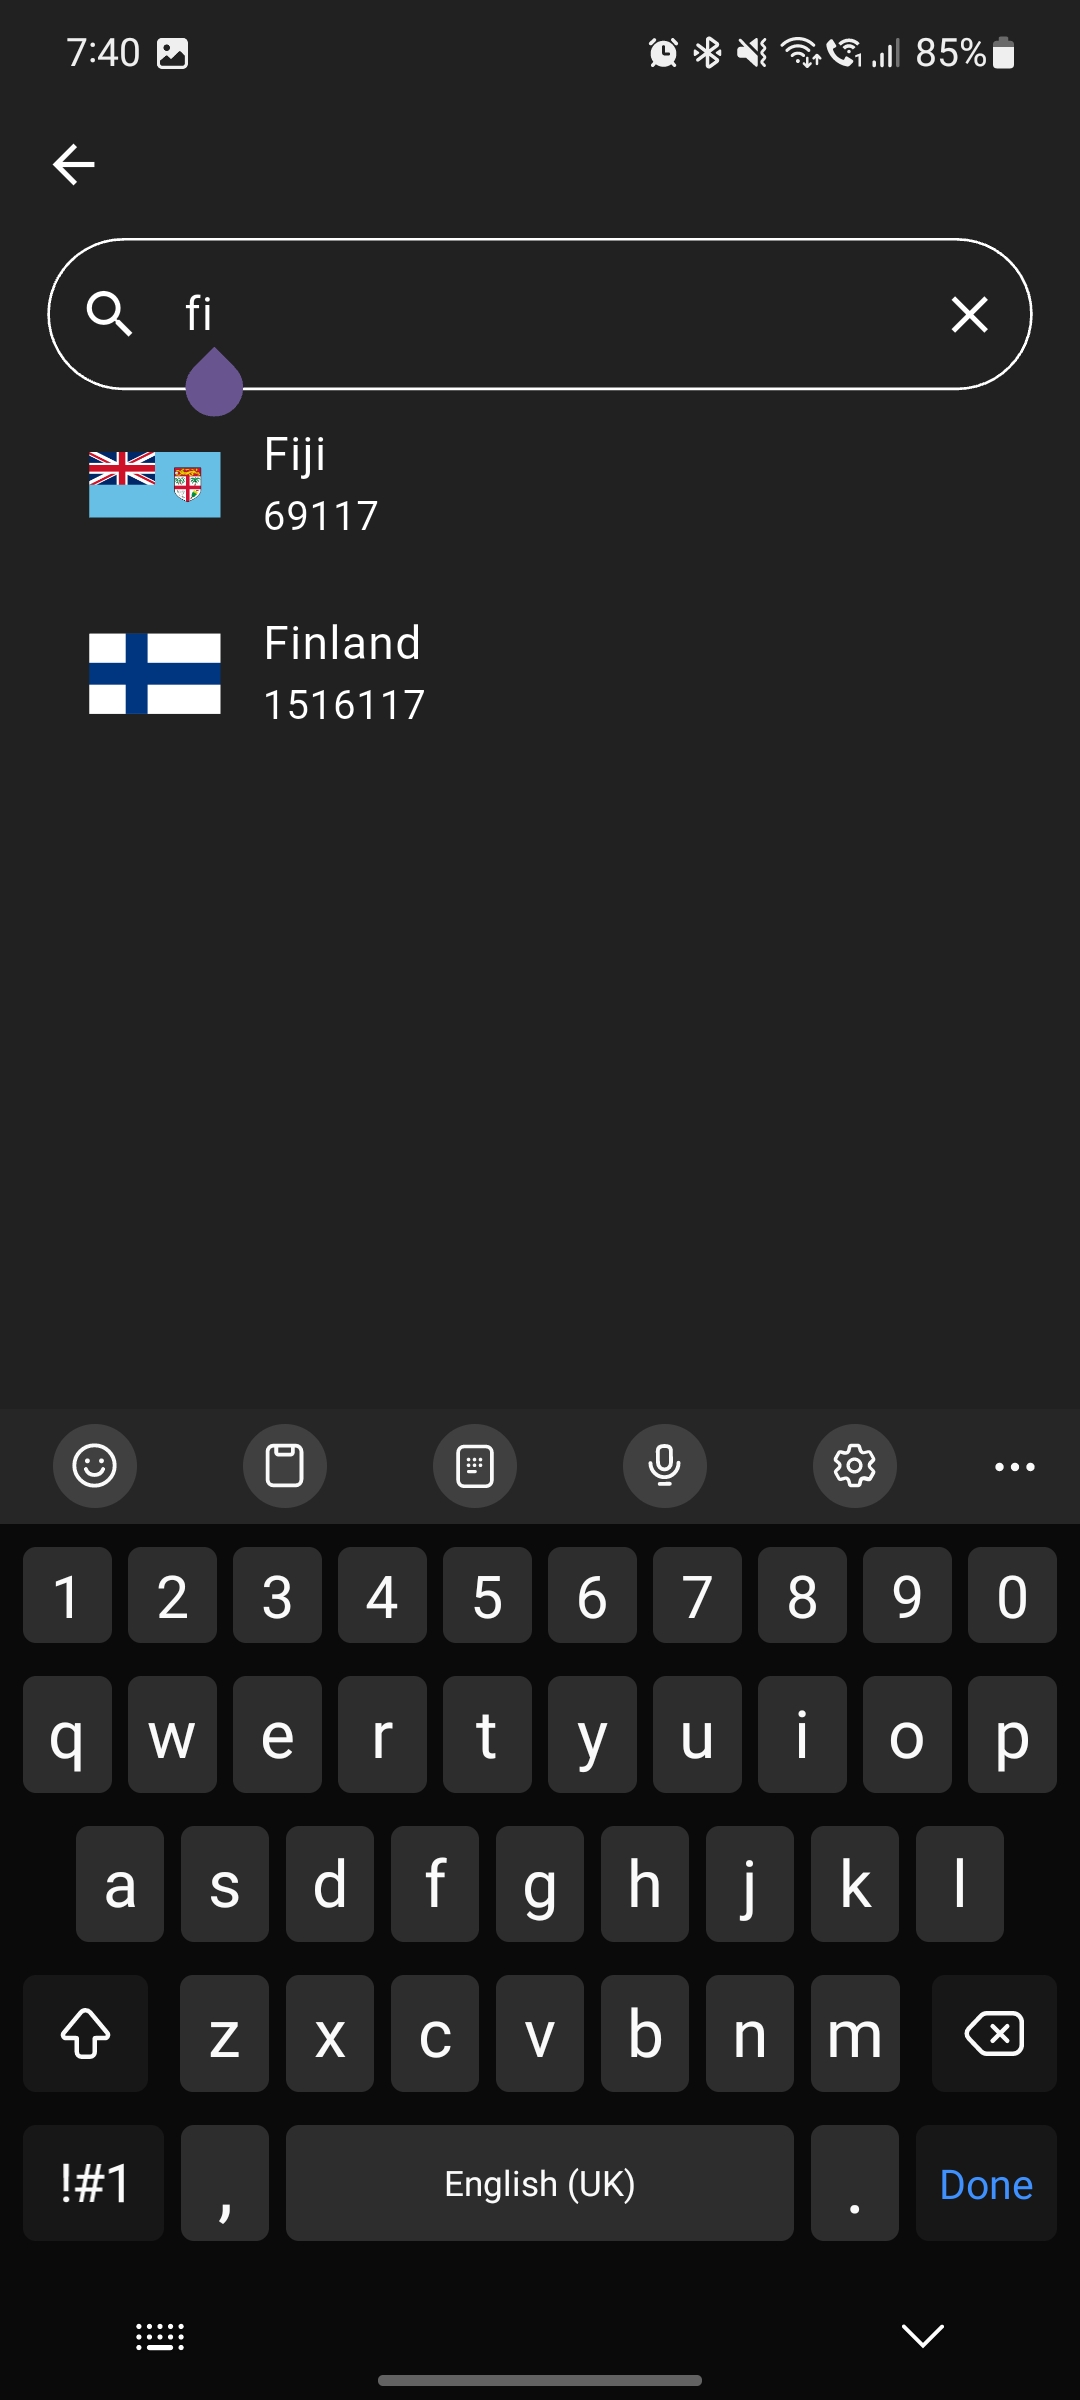 7:40
85%
fi
Fiji
69117
Finland
1516117
1 2 3 4 5 6 7 8 9 0
q w e r t y u i o p
a s d f g h j k l
z x c v b n m
!#1 , English (UK) . Done